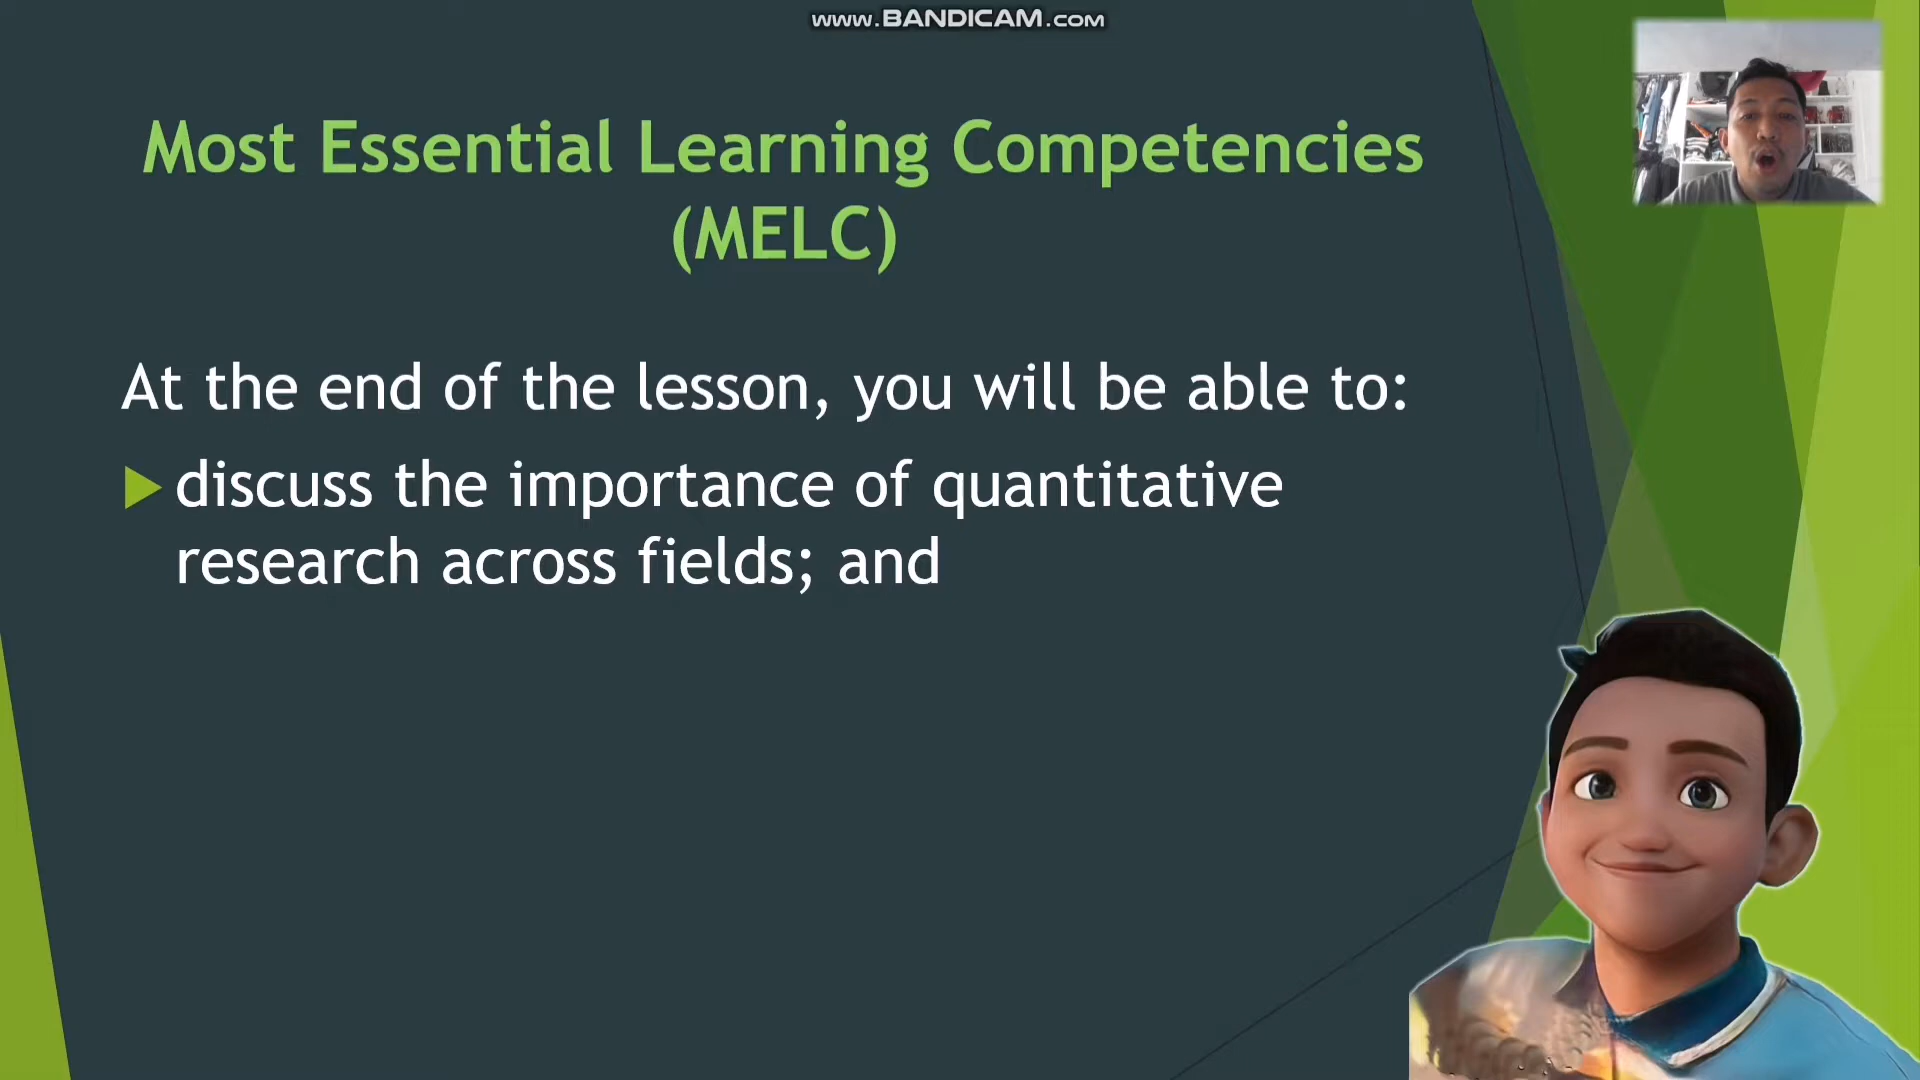 www.BANDICAM.com
Most Essential Learning Competencies
(MELC)
At the end of the lesson, you will be able to:
discuss the importance of quantitative
research across fields; and